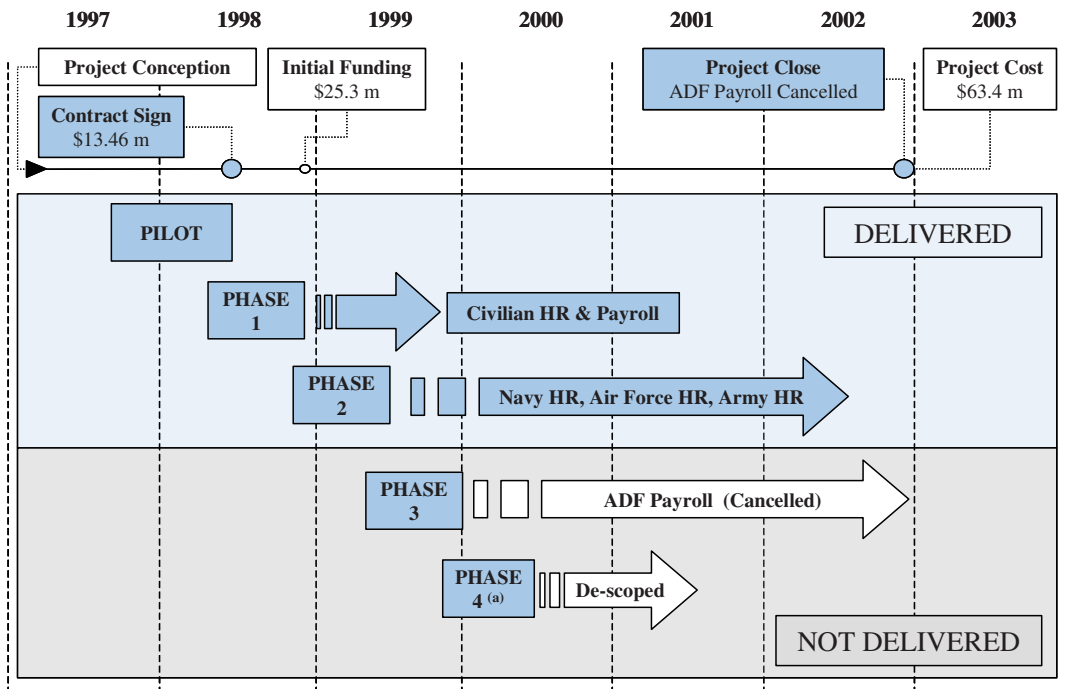 1997 1998 1999 2000 2001 2002 2003
Project Conception
Initial Funding
$25.3 m
Project Close
ADF Payroll Cancelled
Project Cost
$63.4 m
Contract Sign
$13.46 m
PILOT
DELIVERED
PHASE
1
Civilian HR & Payroll
PHASE
2
Navy HR, Air Force HR, Army HR
PHASE
3
ADF Payroll (Cancelled)
PHASE
4 (a)
De-scoped
NOT DELIVERED